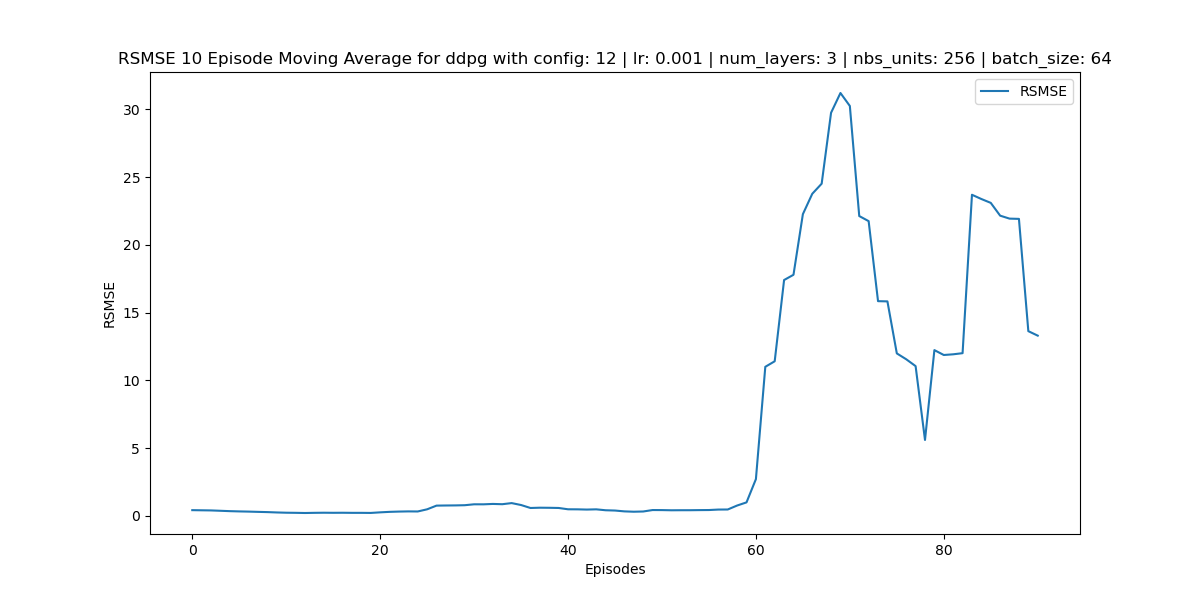 RSMSE 10 Episode Moving Average for ddpg with config: 12 | lr: 0.001 | num_layers: 3 | nbs_units: 256 | batch_size: 64
RSMSE
30
25
20
15
10
5
0
RSMSE
0 20 40 60 80
Episodes